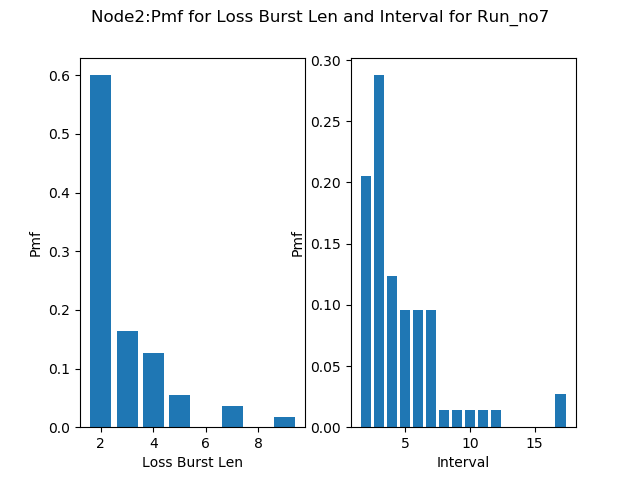 Node2:Pmf for Loss Burst Len and Interval for Run_no7
0.6
0.5
0.4
0.3
0.2
0.1
0.0
Pmf
2 4 6 8
Loss Burst Len
0.30
0.25
0.20
0.15
0.10
0.05
0.00
Pmf
5 10 15
Interval